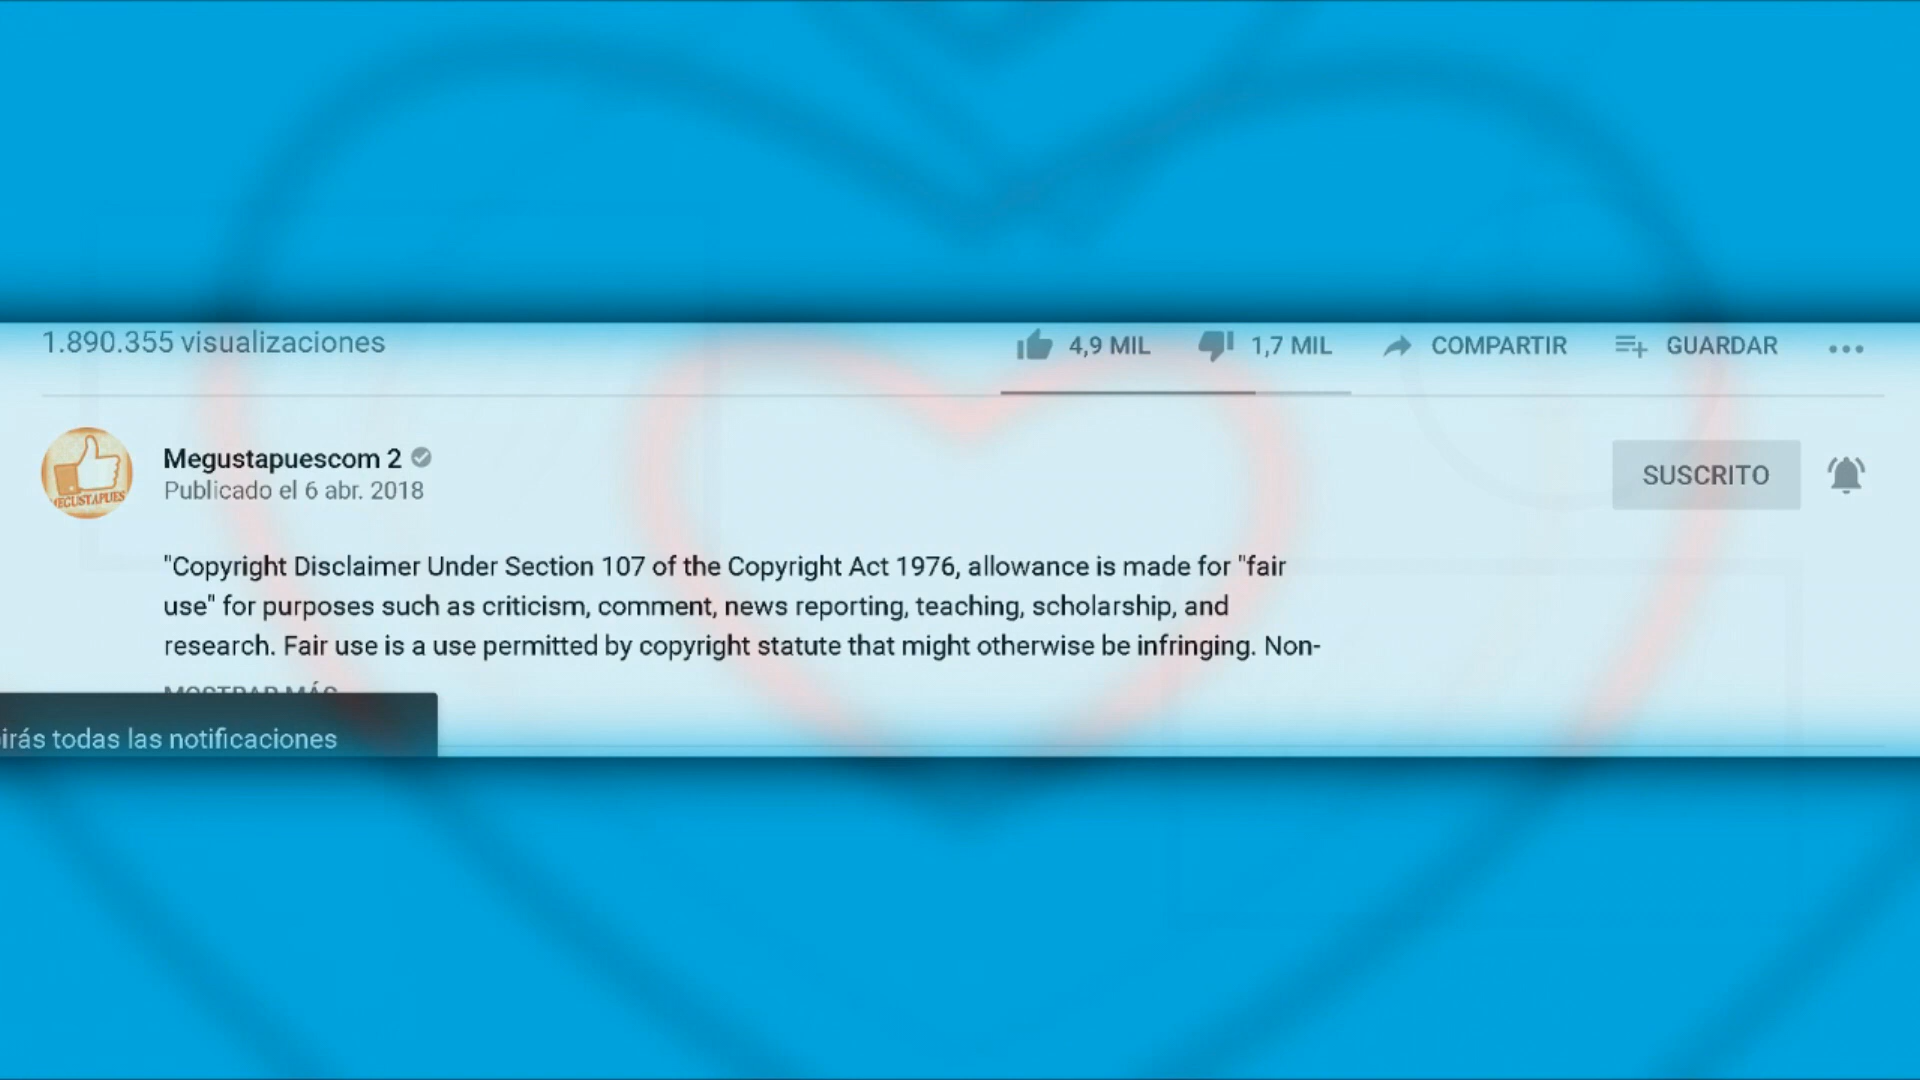 1.890.355 visualizaciones
4,9 MIL 1,7 MIL COMPARTIR GUARDAR
Megustapuescom 2
Publicado el 6 abr. 2018
SUSCRITO
MEGUSTAPUES
"Copyright Disclaimer Under Section 107 of the Copyright Act 1976, allowance is made for "fair
use" for purposes such as criticism, comment, news reporting, teaching, scholarship, and
research. Fair use is a use permitted by copyright statute that might otherwise be infringing. Non-
MOSTRAR MÁS
irás todas las notificaciones